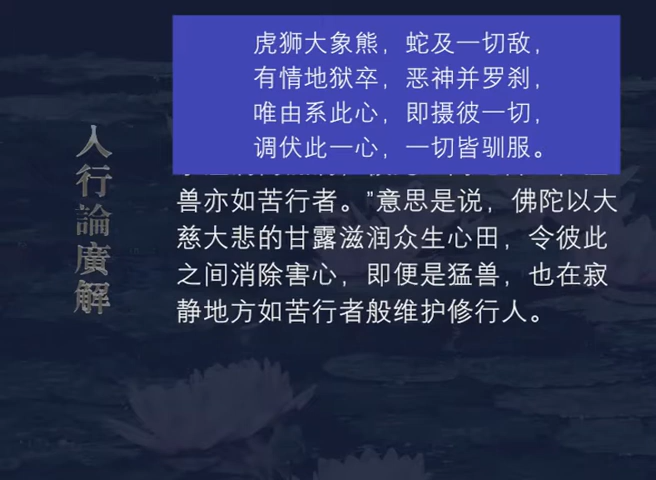 虎狮大象熊，蛇及一切敌，
有情地狱卒，恶神并罗刹，
唯由系此心，即摄彼一切，
调伏此一心，一切皆驯服。
兽亦如苦行者。”意思是说，佛陀以大
慈大悲的甘露滋润众生心田，令彼此
之间消除害心，即便是猛兽，也在寂
静地方如苦行者般维护修行人。
入行論廣解